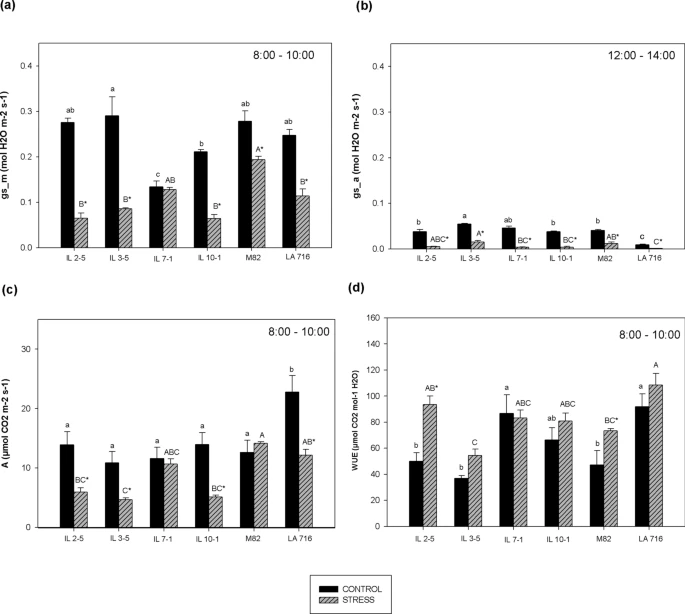 (a)
8:00 - 10:00
gs_m (mol H2O m-2 s-1)
0.4
0.3
0.2
0.1
0.0
ab
B*
a
B*
c
AB
b
B*
ab
A*
ab
B*
IL 2-5 IL 3-5 IL 7-1 IL 10-1 M82 LA 716
(b)
12:00 - 14:00
gs_a (mol H2O m-2 s-1)
0.4
0.3
0.2
0.1
0.0
b
ABC*
a
A*
ab
BC*
b
BC*
b
AB*
c
C*
IL 2-5 IL 3-5 IL 7-1 IL 10-1 M82 LA 716
(c)
8:00 - 10:00
A (µmol CO2 m-2 s-1)
30
20
10
0
a
BC*
a
C*
a
ABC
a
BC*
a
A
b
AB*
IL 2-5 IL 3-5 IL 7-1 IL 10-1 M82 LA 716
(d)
8:00 - 10:00
WUE (µmol CO2 mol-1 H2O)
160
140
120
100
80
60
40
20
0
b
AB*
b
C
a
ABC
ab
ABC
b
BC*
a
A
IL 2-5 IL 3-5 IL 7-1 IL 10-1 M82 LA 716
CONTROL
STRESS